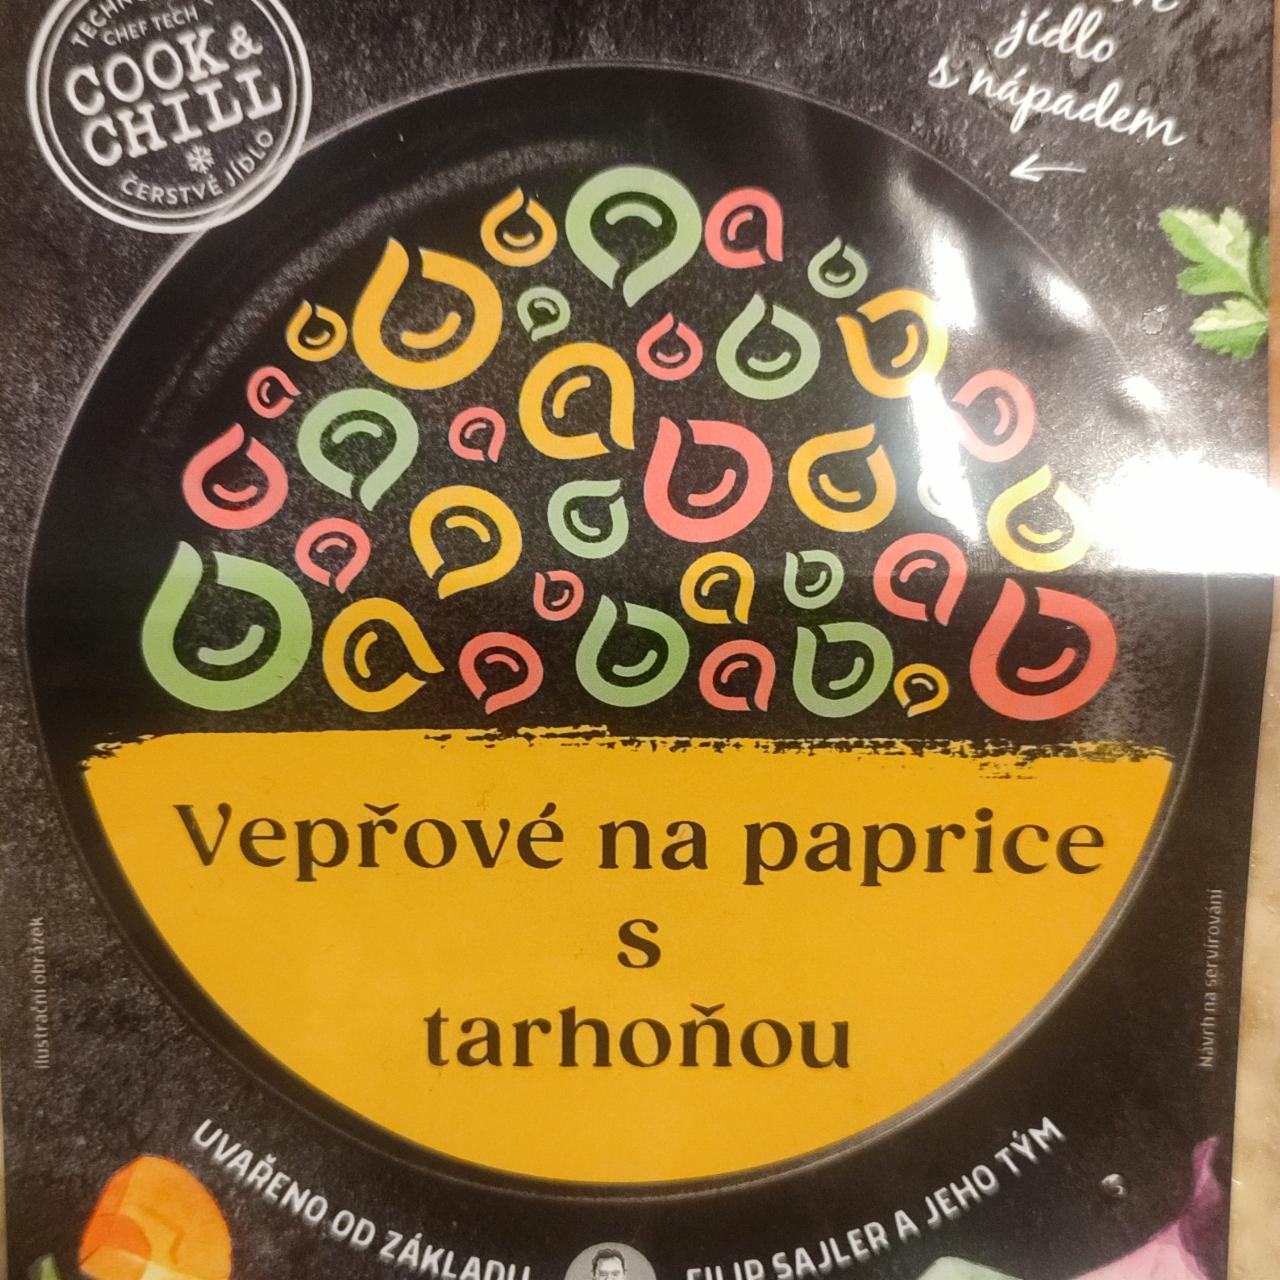 CHEF TECH
COOK &
CHILL
ČERSTVÉ JÍDLO
jídlo
s nápadem
Vepřové na paprice
s
tarhoňou
ilustrační obrázek
Návrh na servírování
UVAŘENO OD ZÁKLADU
FILIP SAJLER A JEHO TÝM